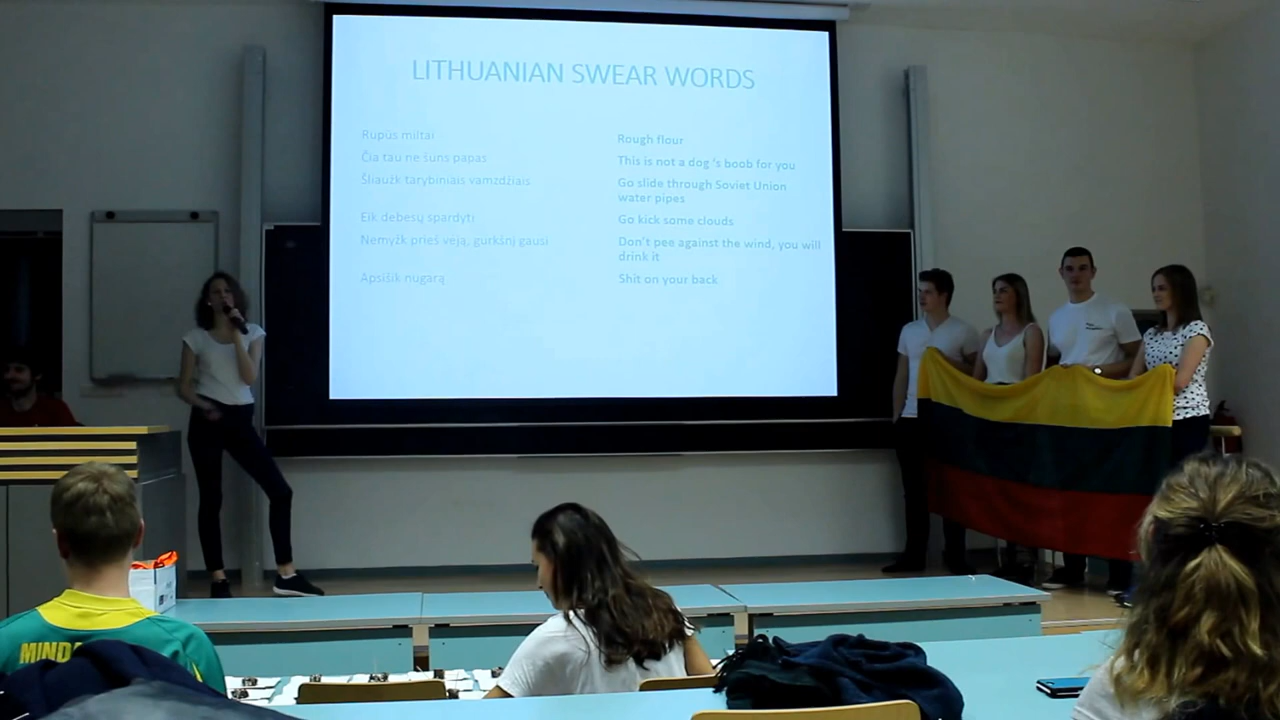 LITHUANIAN SWEAR WORDS
Rupūs miltai
Rough flour
Čia tau ne šuns papas
This is not a dog 's boob for you
Šliaužk tarybiniais vamzdžiais
Go slide through Soviet Union
water pipes
Eik debesų spardyti
Go kick some clouds
Nemyžk prieš vėją, gurkšnį gausi
Don't pee against the wind, you will
drink it
Apsišik nugarą
Shit on your back